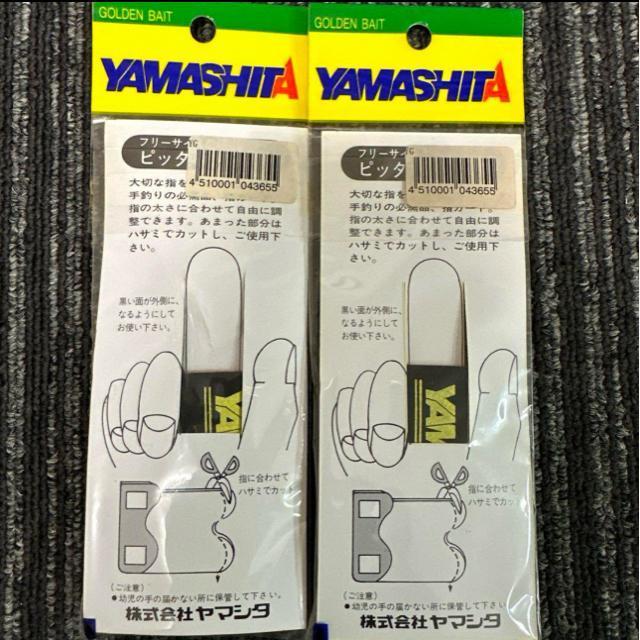 GOLDEN BAIT
YAMASHITA
フリーサイ
ピッタ
4 510001 043655
大切な指を
手釣りの必需品、指ガード。
指の太さに合わせて自由に調
整できます。あまった部分は
ハサミでカットし、ご使用下
さい。
黒い面が外側に、
なるようにして
お使い下さい。
YAM
指に合わせて
ハサミでカット
(ご注意)
●幼児の手の届かない所に保管して下さい。
株式会社ヤマシタ
GOLDEN BAIT
YAMASHITA
フリーサイ
ピッタ
4 510001 043655
大切な指を
手釣りの必需品、指ガード。
指の太さに合わせて自由に調
整できます。あまった部分は
ハサミでカットし、ご使用下
さい。
黒い面が外側に、
なるようにして
お使い下さい。
YAM
指に合わせて
ハサミでカット
(ご注意)
●幼児の手の届かない所に保管して下さい。
株式会社ヤマシタ